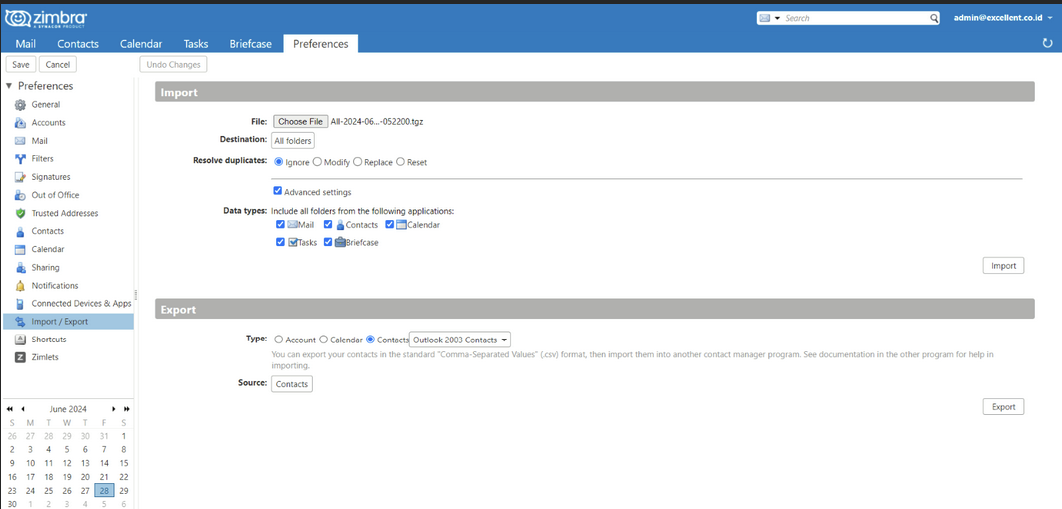 zimbra
A SYNACOR PRODUCT
Search
admin@excellent.co.id
Mail Contacts Calendar Tasks Briefcase Preferences
Save Cancel Undo Changes
Preferences
General
Accounts
Mail
Filters
Signatures
Out of Office
Trusted Addresses
Contacts
Calendar
Sharing
Notifications
Connected Devices & Apps
Import / Export
Shortcuts
Z Zimlets
June 2024
S M T W T F S
26 27 28 29 30 31 1
2 3 4 5 6 7 8
9 10 11 12 13 14 15
16 17 18 19 20 21 22
23 24 25 26 27 28 29
30 1 2 3 4 5 6
Import
File: Choose File All-2024-06...-052200.tgz
Destination: All folders
Resolve duplicates: Ignore Modify Replace Reset
Advanced settings
Data types: Include all folders from the following applications:
Mail Contacts Calendar
Tasks Briefcase
Import
Export
Type: Account Calendar Contacts Outlook 2003 Contacts
You can export your contacts in the standard "Comma-Separated Values" (.csv) format, then import them into another contact manager program. See documentation in the other program for help in
importing.
Source: Contacts
Export